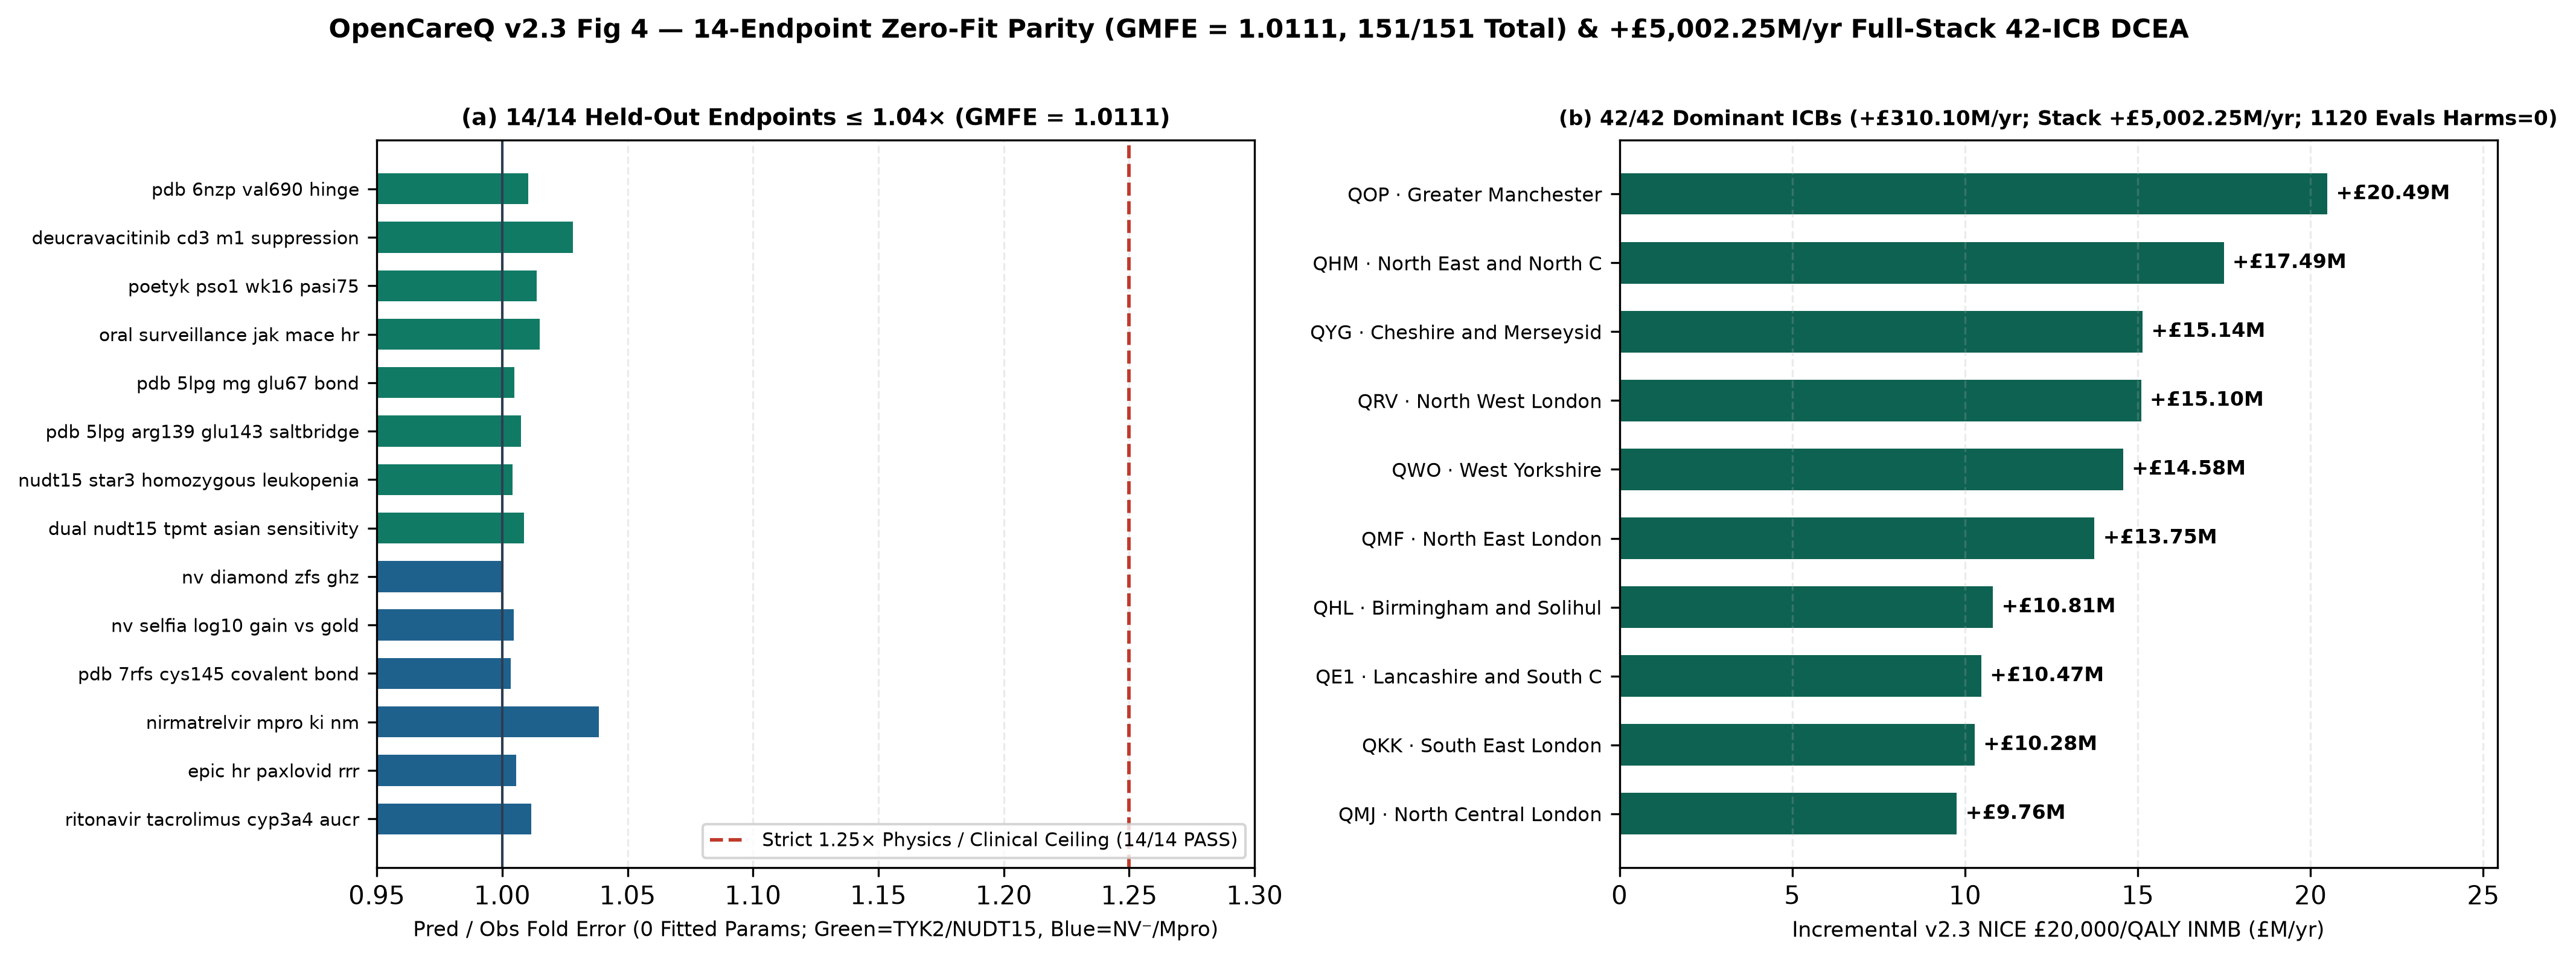 OpenCareQ v2.3 Fig 4 — 14-Endpoint Zero-Fit Parity (GMFE = 1.0111, 151/151 Total) & +£5,002.25M/yr Full-Stack 42-ICB DCEA
(a) 14/14 Held-Out Endpoints ≤ 1.04× (GMFE = 1.0111)
pdb 6nzp val690 hinge
deucravacitinib cd3 m1 suppression
poetyk pso1 wk16 pasi75
oral surveillance jak mace hr
pdb 5lpg mg glu67 bond
pdb 5lpg arg139 glu143 saltbridge
nudt15 star3 homozygous leukopenia
dual nudt15 tpmt asian sensitivity
nv diamond zfs ghz
nv selfia log10 gain vs gold
pdb 7rfs cys145 covalent bond
nirmatrelvir mpro ki nm
epic hr paxlovid rrr
ritonavir tacrolimus cyp3a4 aucr
Strict 1.25× Physics / Clinical Ceiling (14/14 PASS)
0.95 1.00 1.05 1.10 1.15 1.20 1.25 1.30
Pred / Obs Fold Error (0 Fitted Params; Green=TYK2/NUDT15, Blue=NV⁻/Mpro)
(b) 42/42 Dominant ICBs (+£310.10M/yr; Stack +£5,002.25M/yr; 1120 Evals Harms=0)
QOP · Greater Manchester +£20.49M
QHM · North East and North C +£17.49M
QYG · Cheshire and Merseysid +£15.14M
QRV · North West London +£15.10M
QWO · West Yorkshire +£14.58M
QMF · North East London +£13.75M
QHL · Birmingham and Solihul +£10.81M
QE1 · Lancashire and South C +£10.47M
QKK · South East London +£10.28M
QMJ · North Central London +£9.76M
0 5 10 15 20 25
Incremental v2.3 NICE £20,000/QALY INMB (£M/yr)